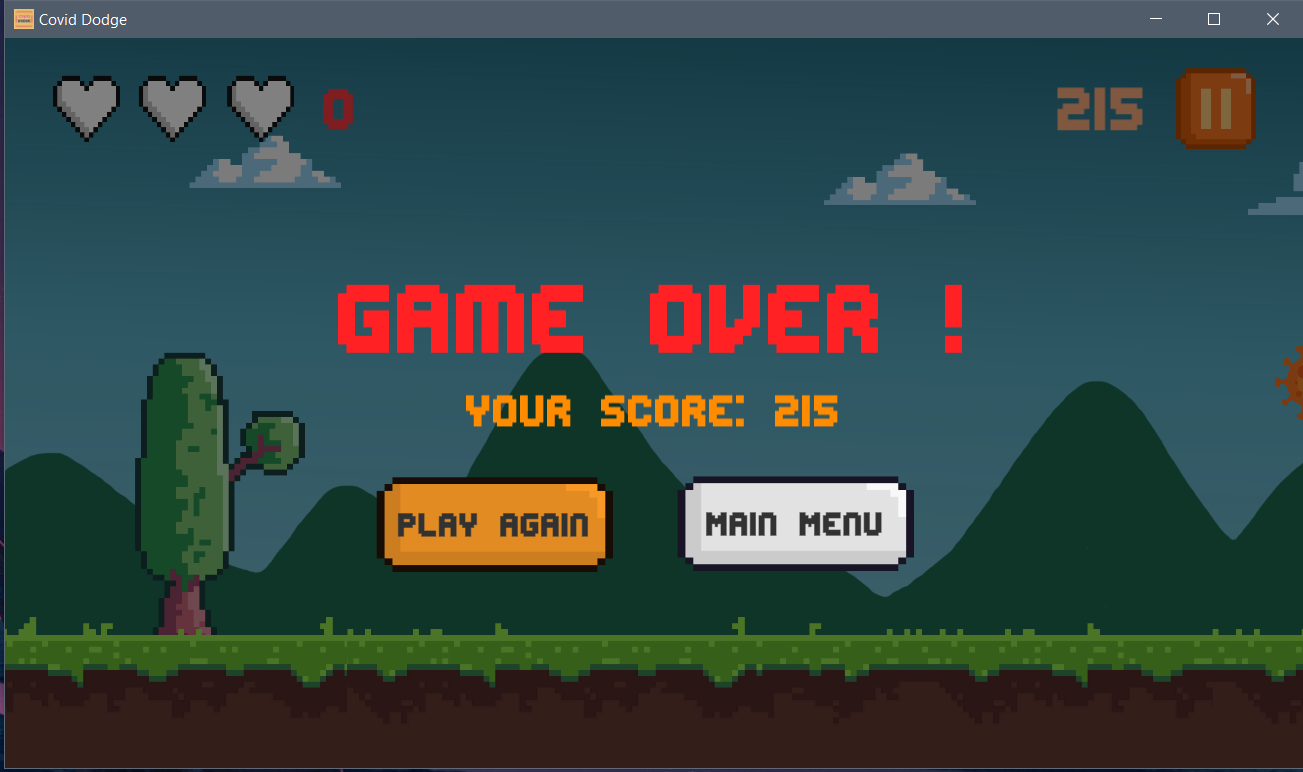 Covid Dodge
0
215
GAME OVER !
YOUR SCORE: 215
PLAY AGAIN
MAIN MENU